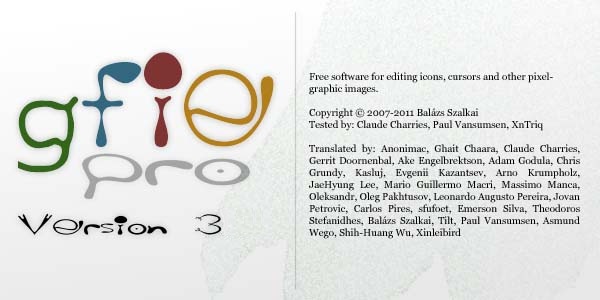 gfie
pro
Version 3
Free software for editing icons, cursors and other pixel-
graphic images.
Copyright © 2007-2011 Balázs Szalkai
Tested by: Claude Charries, Paul Vansumsen, XnTriq
Translated by: Anonimac, Ghait Chaara, Claude Charries,
Gerrit Doornenbal, Ake Engelbrektson, Adam Godula, Chris
Grundy, Kasluj, Evgenii Kazantsev, Arno Krumpholz,
JaeHyung Lee, Mario Guillermo Macri, Massimo Manca,
Oleksandr, Oleg Pakhtusov, Leonardo Augusto Pereira, Jovan
Petrovic, Carlos Pires, sfufoet, Emerson Silva, Theodoros
Stefanidhes, Balázs Szalkai, Tilt, Paul Vansumsen, Asmund
Wego, Shih-Huang Wu, Xinleibird